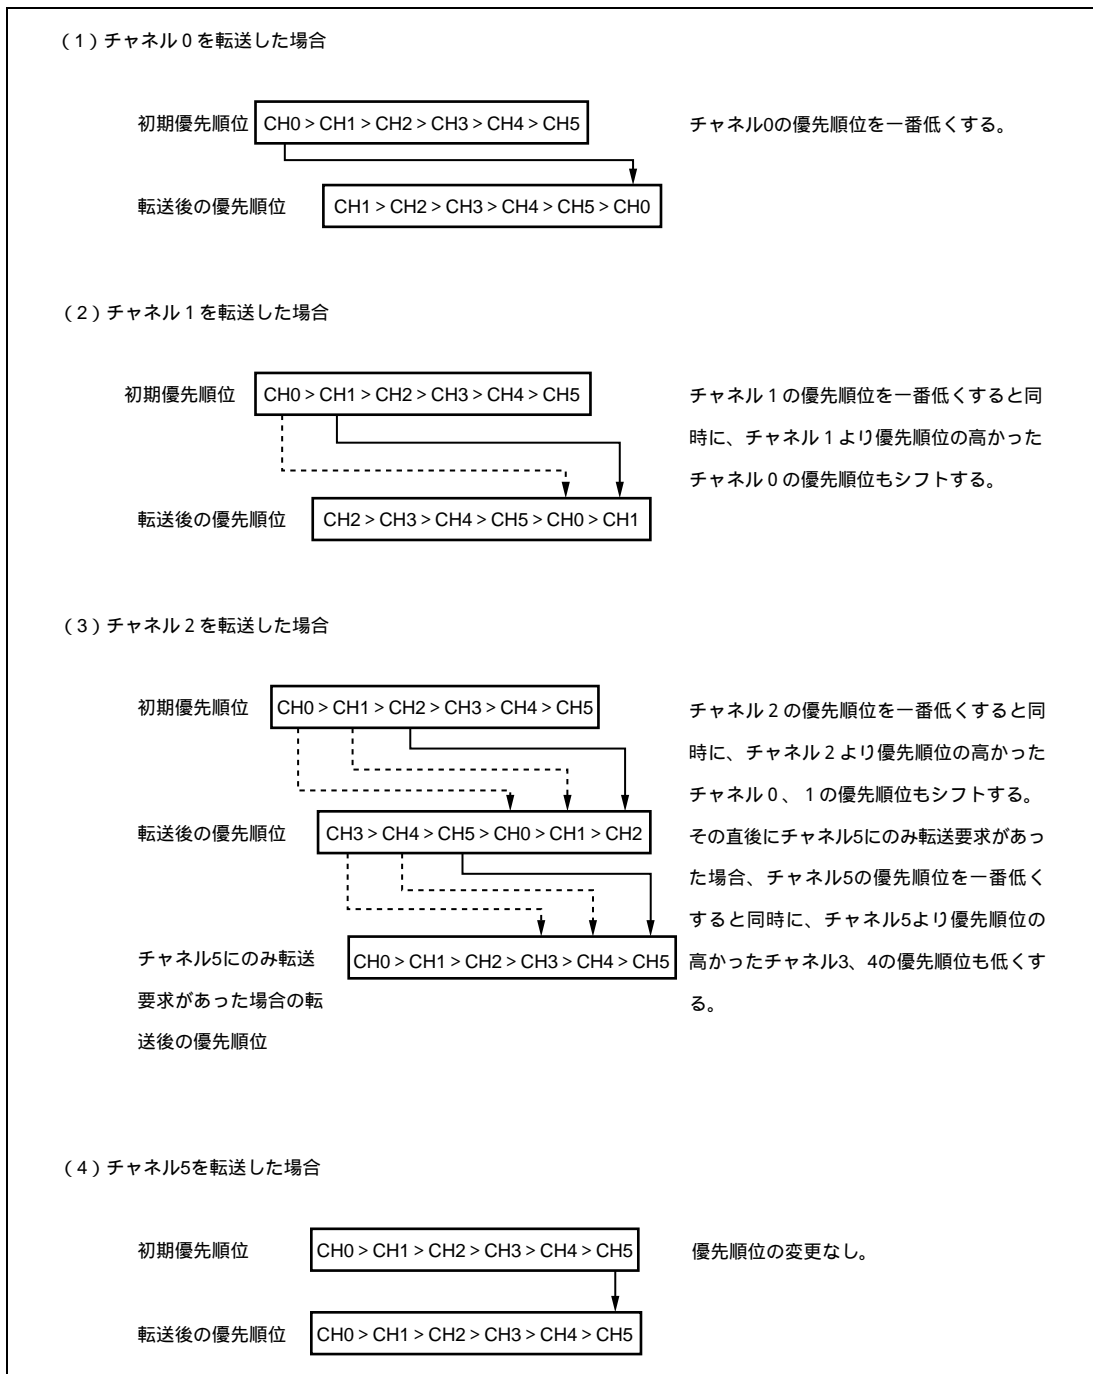 （1）チャネル0を転送した場合
初期優先順位
CH0 > CH1 > CH2 > CH3 > CH4 > CH5
チャネル0の優先順位を一番低くする。
転送後の優先順位
CH1 > CH2 > CH3 > CH4 > CH5 > CH0
（2）チャネル1を転送した場合
初期優先順位
CH0 > CH1 > CH2 > CH3 > CH4 > CH5
チャネル1の優先順位を一番低くすると同
時に、チャネル1より優先順位の高かった
チャネル0の優先順位もシフトする。
転送後の優先順位
CH2 > CH3 > CH4 > CH5 > CH0 > CH1
（3）チャネル2を転送した場合
初期優先順位
CH0 > CH1 > CH2 > CH3 > CH4 > CH5
チャネル2の優先順位を一番低くすると同
時に、チャネル2より優先順位の高かった
チャネル0、1の優先順位もシフトする。
転送後の優先順位
CH3 > CH4 > CH5 > CH0 > CH1 > CH2
その直後にチャネル5にのみ転送要求があっ
た場合、チャネル5の優先順位を一番低く
すると同時に、チャネル5より優先順位の
高かったチャネル3、4の優先順位も低くす
る。
チャネル5にのみ転送
要求があった場合の転
送後の優先順位
CH0 > CH1 > CH2 > CH3 > CH4 > CH5
（4）チャネル5を転送した場合
初期優先順位
CH0 > CH1 > CH2 > CH3 > CH4 > CH5
優先順位の変更なし。
転送後の優先順位
CH0 > CH1 > CH2 > CH3 > CH4 > CH5